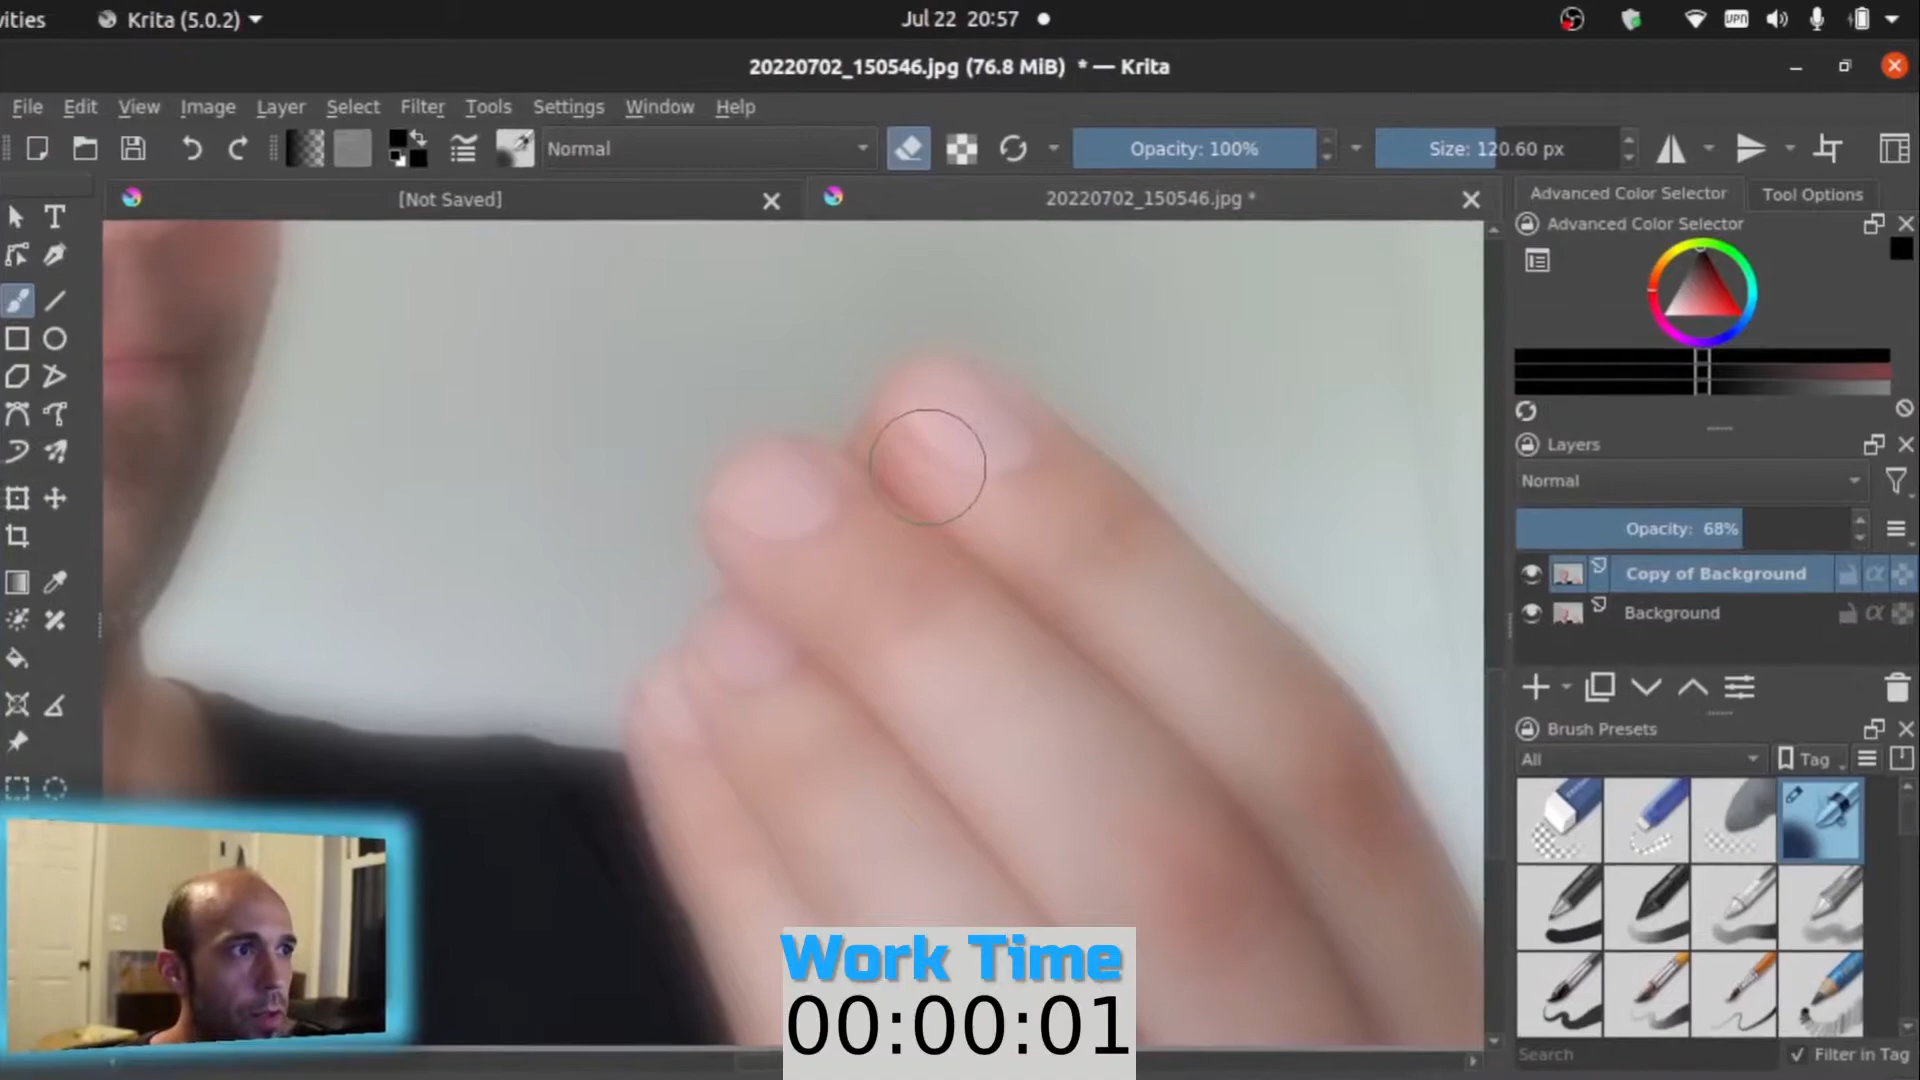 vities
Krita (5.0.2)
Jul 22 20:57
VPN
20220702_150546.jpg (76.8 MiB) * — Krita
File Edit View Image Layer Select Filter Tools Settings Window Help
Normal
Opacity: 100%
Size: 120.60 px
[Not Saved]
20220702_150546.jpg *
Advanced Color Selector
Tool Options
Advanced Color Selector
Layers
Normal
Opacity: 68%
Copy of Background
Background
Brush Presets
All
Tag
Search
Filter in Tag
Work Time
00:00:01